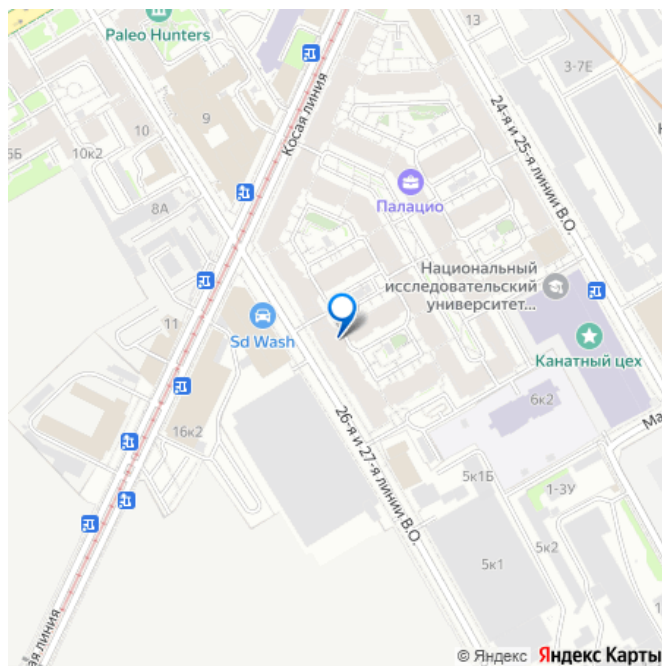 Paleo Hunters
13
3-7Е
9
Косая линия
10
10к2
5Б
8А
24-я и 25-я линии В.О.
Палацио
Национальный
исследовательский
университет...
11
Sd Wash
Канатный цех
6к2
16к2
26-я и 27-я линии В.О.
5к1Б
1-3У
5к2
5к1
ая линия
© Яндекс Яндекс Карты